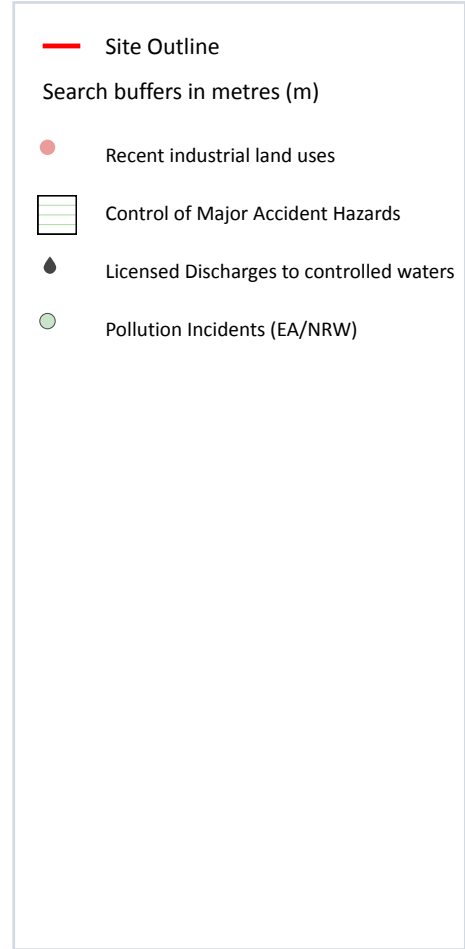 Site Outline
Search buffers in metres (m)
Recent industrial land uses
Control of Major Accident Hazards
Licensed Discharges to controlled waters
Pollution Incidents (EA/NRW)